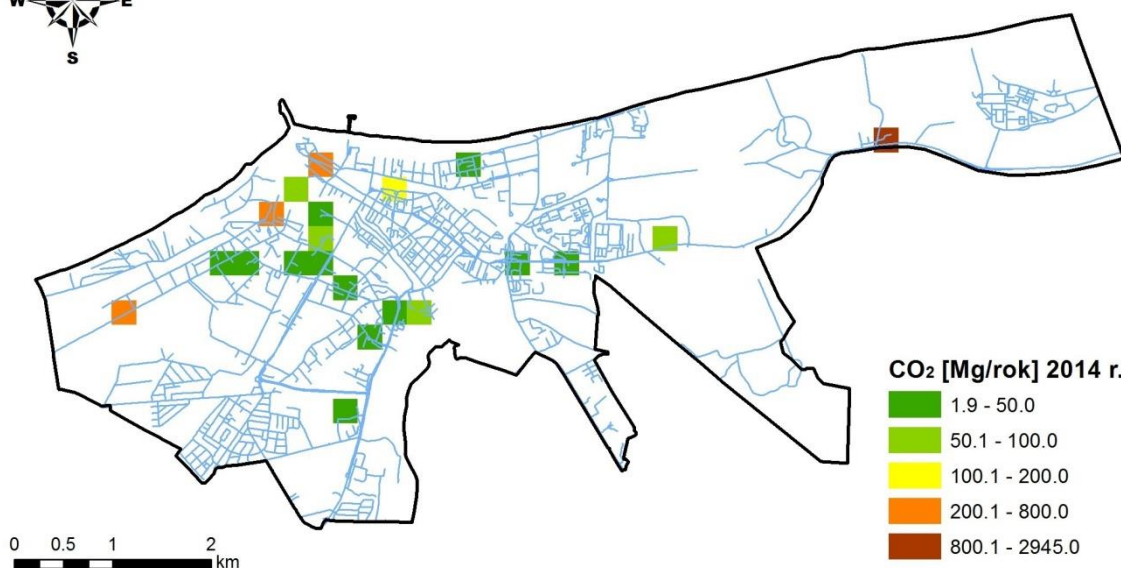 W E
S
CO₂ [Mg/rok] 2014 r.
1.9 - 50.0
50.1 - 100.0
100.1 - 200.0
200.1 - 800.0
800.1 - 2945.0
0 0.5 1 2
km